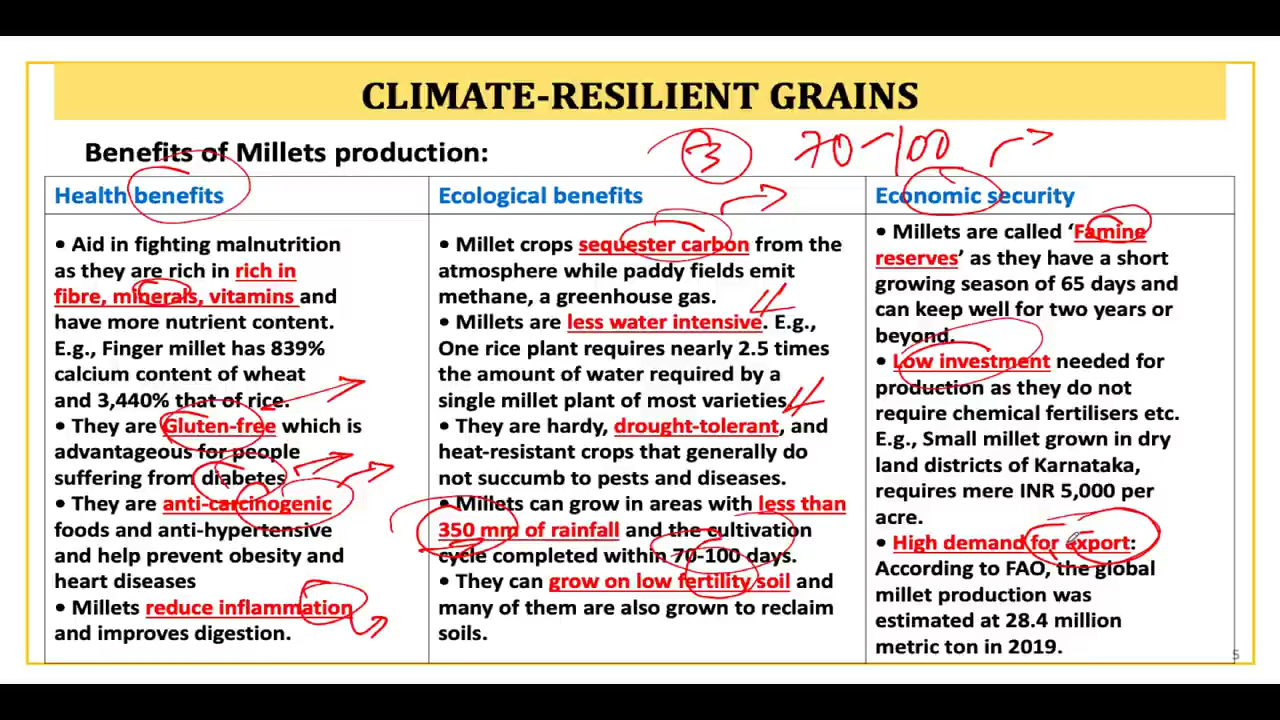 CLIMATE-RESILIENT GRAINS
Benefits of Millets production:
70-100
Health benefits
• Aid in fighting malnutrition
as they are rich in rich in
fibre, minerals, vitamins and
have more nutrient content.
E.g., Finger millet has 839%
calcium content of wheat
and 3,440% that of rice.
• They are Gluten-free which is
advantageous for people
suffering from diabetes
• They are anti-carcinogenic
foods and anti-hypertensive
and help prevent obesity and
heart diseases
• Millets reduce inflammation
and improves digestion.
Ecological benefits
• Millet crops sequester carbon from the
atmosphere while paddy fields emit
methane, a greenhouse gas.
• Millets are less water intensive. E.g.,
One rice plant requires nearly 2.5 times
the amount of water required by a
single millet plant of most varieties.
• They are hardy, drought-tolerant, and
heat-resistant crops that generally do
not succumb to pests and diseases.
• Millets can grow in areas with less than
350 mm of rainfall and the cultivation
cycle completed within 70-100 days.
• They can grow on low fertility soil and
many of them are also grown to reclaim
soils.
Economic security
• Millets are called ‘Famine
reserves’ as they have a short
growing season of 65 days and
can keep well for two years or
beyond.
• Low investment needed for
production as they do not
require chemical fertilisers etc.
E.g., Small millet grown in dry
land districts of Karnataka,
requires mere INR 5,000 per
acre.
• High demand for export:
According to FAO, the global
millet production was
estimated at 28.4 million
metric ton in 2019.
5